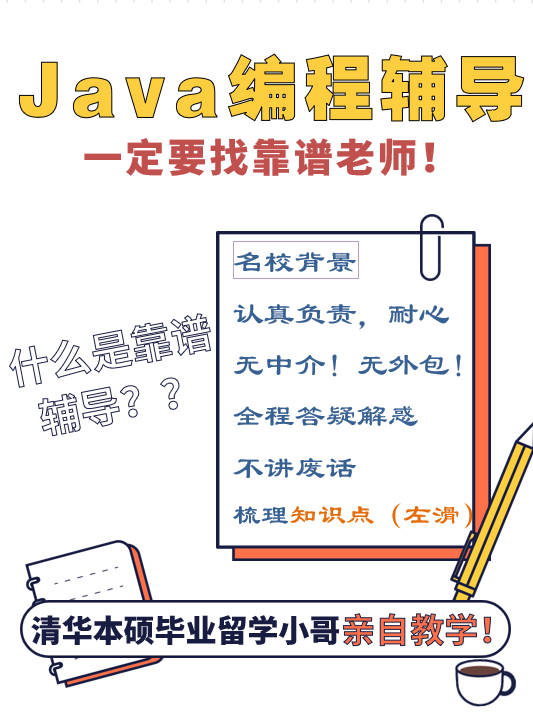 Java编程辅导
一定要找靠谱老师！
什么是靠谱
辅导？？
名校背景
认真负责，耐心
无中介！无外包！
全程答疑解惑
不讲废话
梳理知识点（左滑）
清华本硕毕业留学小哥亲自教学！